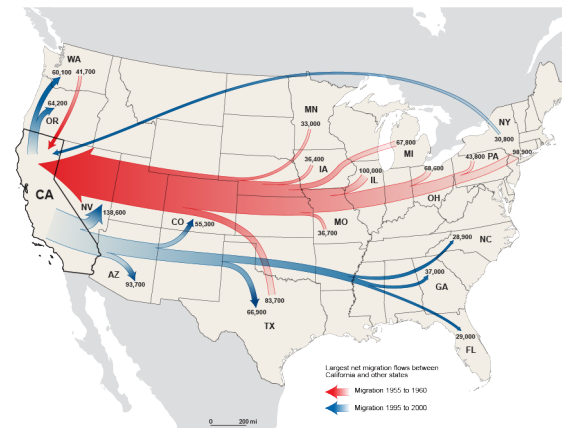 WA
60,100 41,700
64,200
OR
MN
33,000
NY
30,800
67,800
MI
36,400
IA
100,000
IL
68,600
43,800
PA
98,900
OH
CA
NV
138,600
CO
55,300
MO
36,700
28,900
NC
37,000
GA
AZ
93,700
83,700
66,900
TX
29,000
FL
Largest net migration flows between
California and other states
Migration 1955 to 1960
Migration 1995 to 2000
0 200 mi